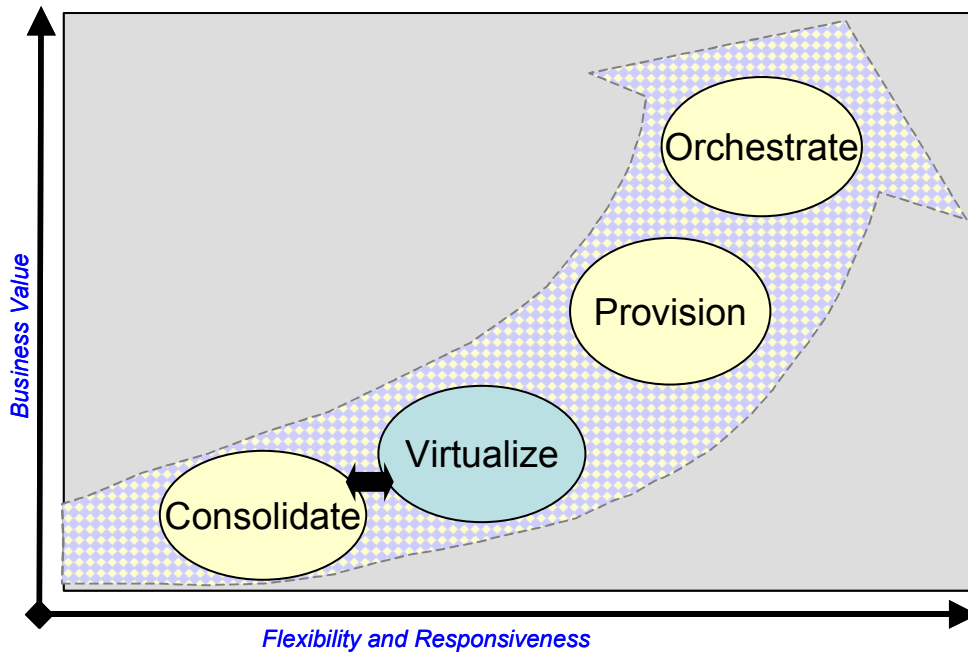 Orchestrate
Provision
Virtualize
Consolidate
Business Value
Flexibility and Responsiveness